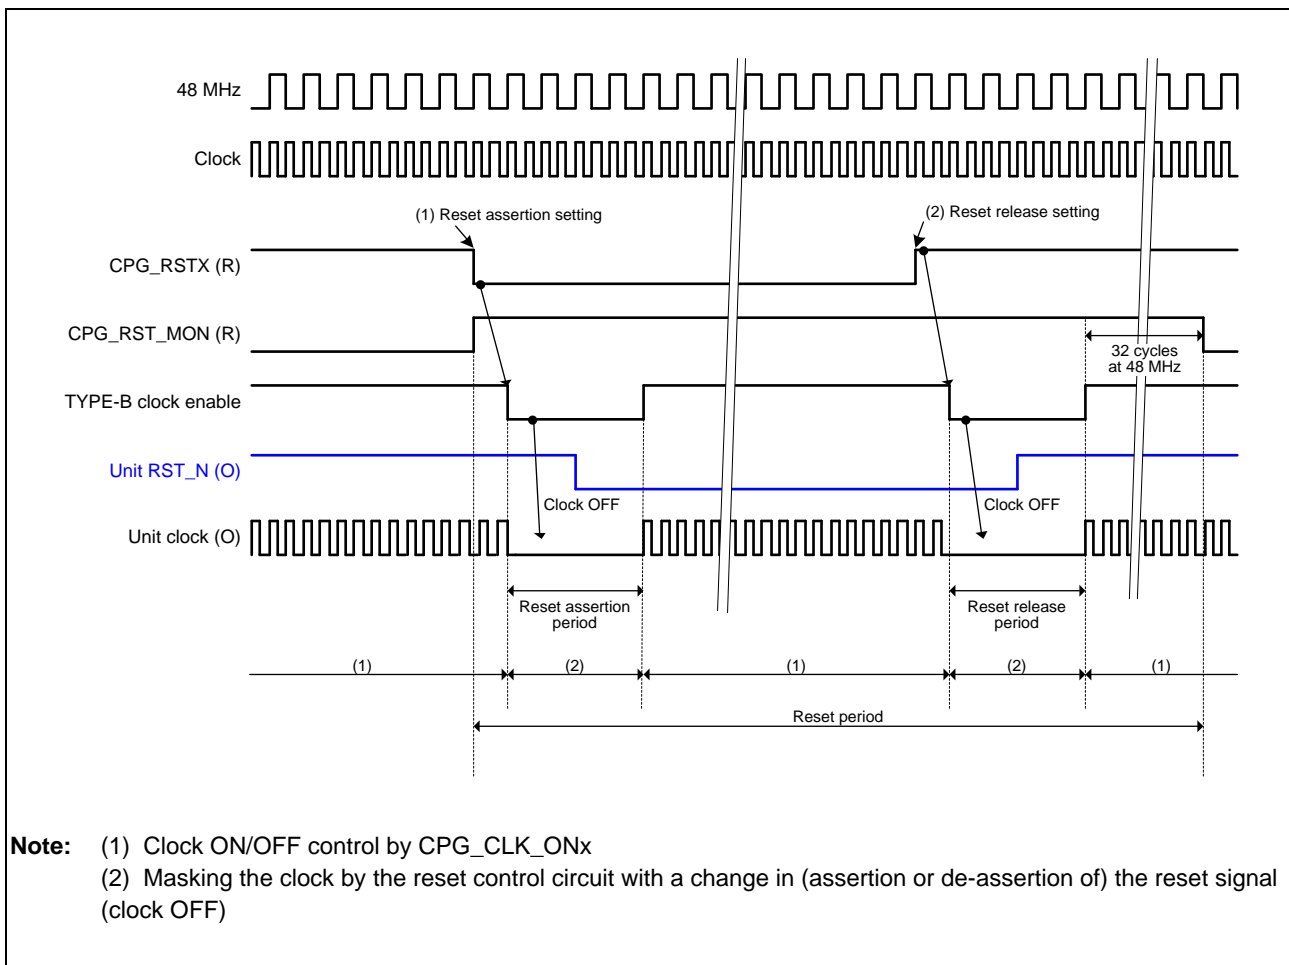 48 MHz
Clock
(1) Reset assertion setting
(2) Reset release setting
CPG_RSTX (R)
CPG_RST_MON (R)
32 cycles
at 48 MHz
TYPE-B clock enable
Unit RST_N (O)
Clock OFF
Clock OFF
Unit clock (O)
Reset assertion
period
Reset release
period
(1)
(2)
(1)
(2)
(1)
Reset period
Note: (1) Clock ON/OFF control by CPG_CLK_ONx
(2) Masking the clock by the reset control circuit with a change in (assertion or de-assertion of) the reset signal
(clock OFF)